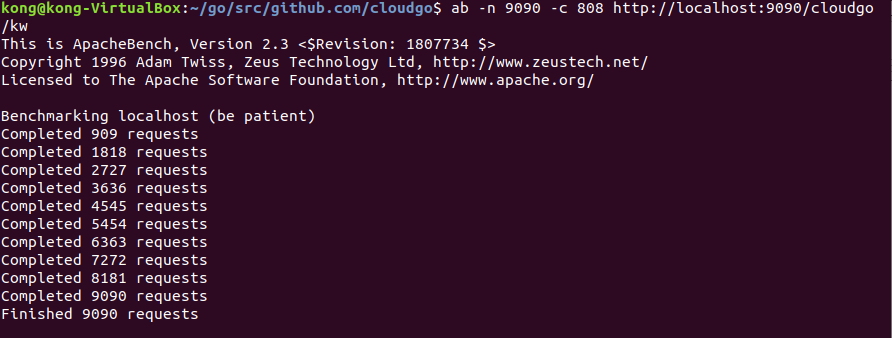 kong@kong-VirtualBox:~/go/src/github.com/cloudgo$ ab -n 9090 -c 808 http://localhost:9090/cloudgo
/kw
This is ApacheBench, Version 2.3 <$Revision: 1807734 $>
Copyright 1996 Adam Twiss, Zeus Technology Ltd, http://www.zeustech.net/
Licensed to The Apache Software Foundation, http://www.apache.org/

Benchmarking localhost (be patient)
Completed 909 requests
Completed 1818 requests
Completed 2727 requests
Completed 3636 requests
Completed 4545 requests
Completed 5454 requests
Completed 6363 requests
Completed 7272 requests
Completed 8181 requests
Completed 9090 requests
Finished 9090 requests